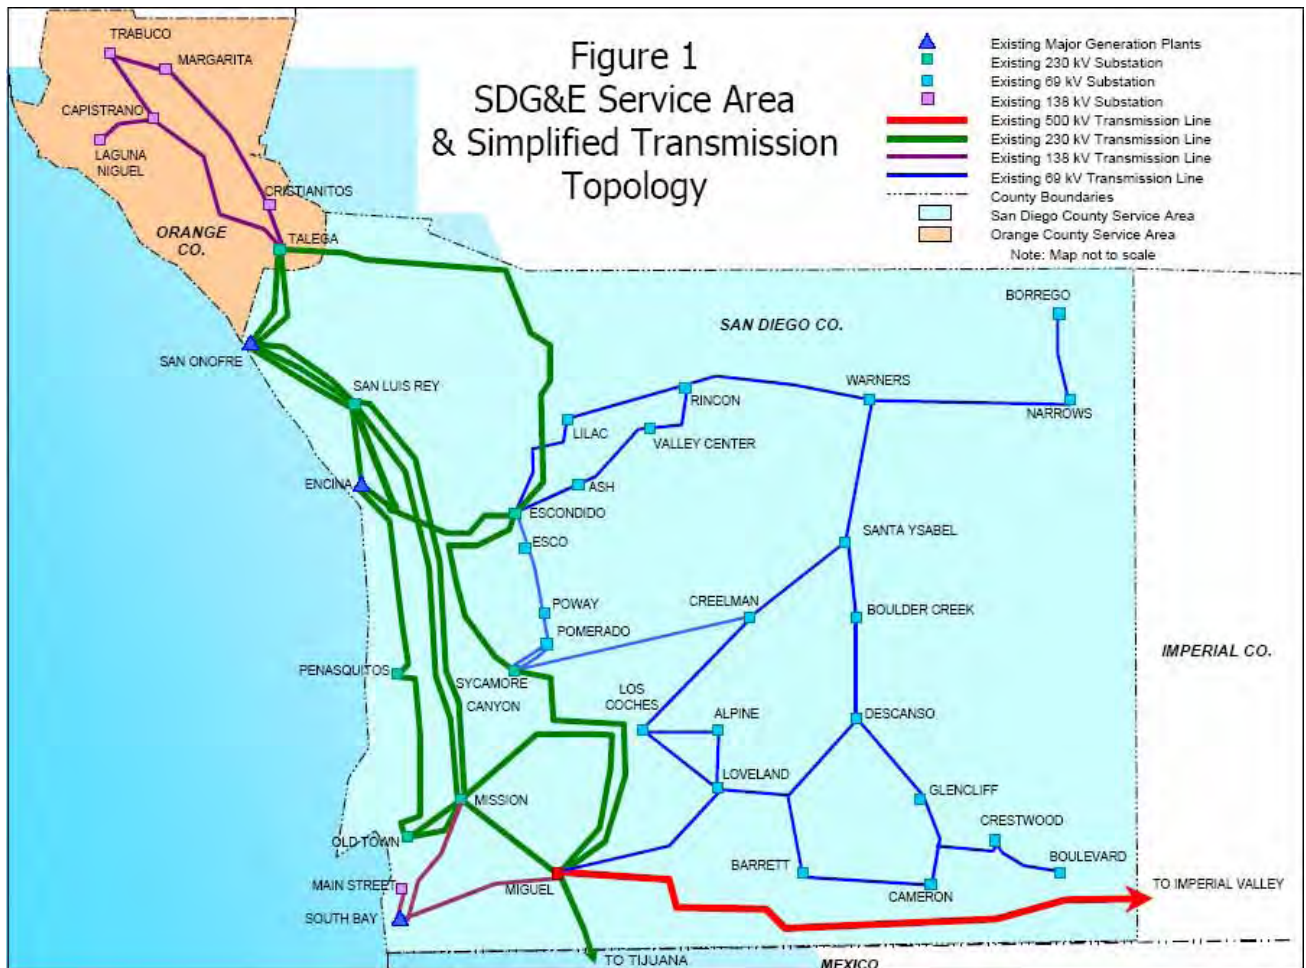 Figure 1
SDG&E Service Area
& Simplified Transmission
Topology
Existing Major Generation Plants
Existing 230 kV Substation
Existing 69 kV Substation
Existing 138 kV Substation
Existing 500 kV Transmission Line
Existing 230 kV Transmission Line
Existing 138 kV Transmission Line
Existing 69 kV Transmission Line
County Boundaries
San Diego County Service Area
Orange County Service Area
Note: Map not to scale
TRABUCO
MARGARITA
CAPISTRANO
LAGUNA
NIGUEL
CRISTIANITOS
ORANGE
CO.
TALEGA
SAN ONOFRE
SAN LUIS REY
SAN DIEGO CO.
BORREGO
WARNERS
RINCON
NARROWS
LILAC
VALLEY CENTER
ENCINA
ASH
ESCONDIDO
SANTA YSABEL
ESCO
POWAY
CREELMAN
BOULDER CREEK
POMERADO
IMPERIAL CO.
PENASQUITOS
SYCAMORE
CANYON
LOS
COCHES
ALPINE
DESCANSO
LOVELAND
GLENCLIFF
MISSION
CRESTWOOD
OLD TOWN
BARRETT
BOULEVARD
MAIN STREET
MIGUEL
CAMERON
TO IMPERIAL VALLEY
SOUTH BAY
TO TIJUANA
MEXICO